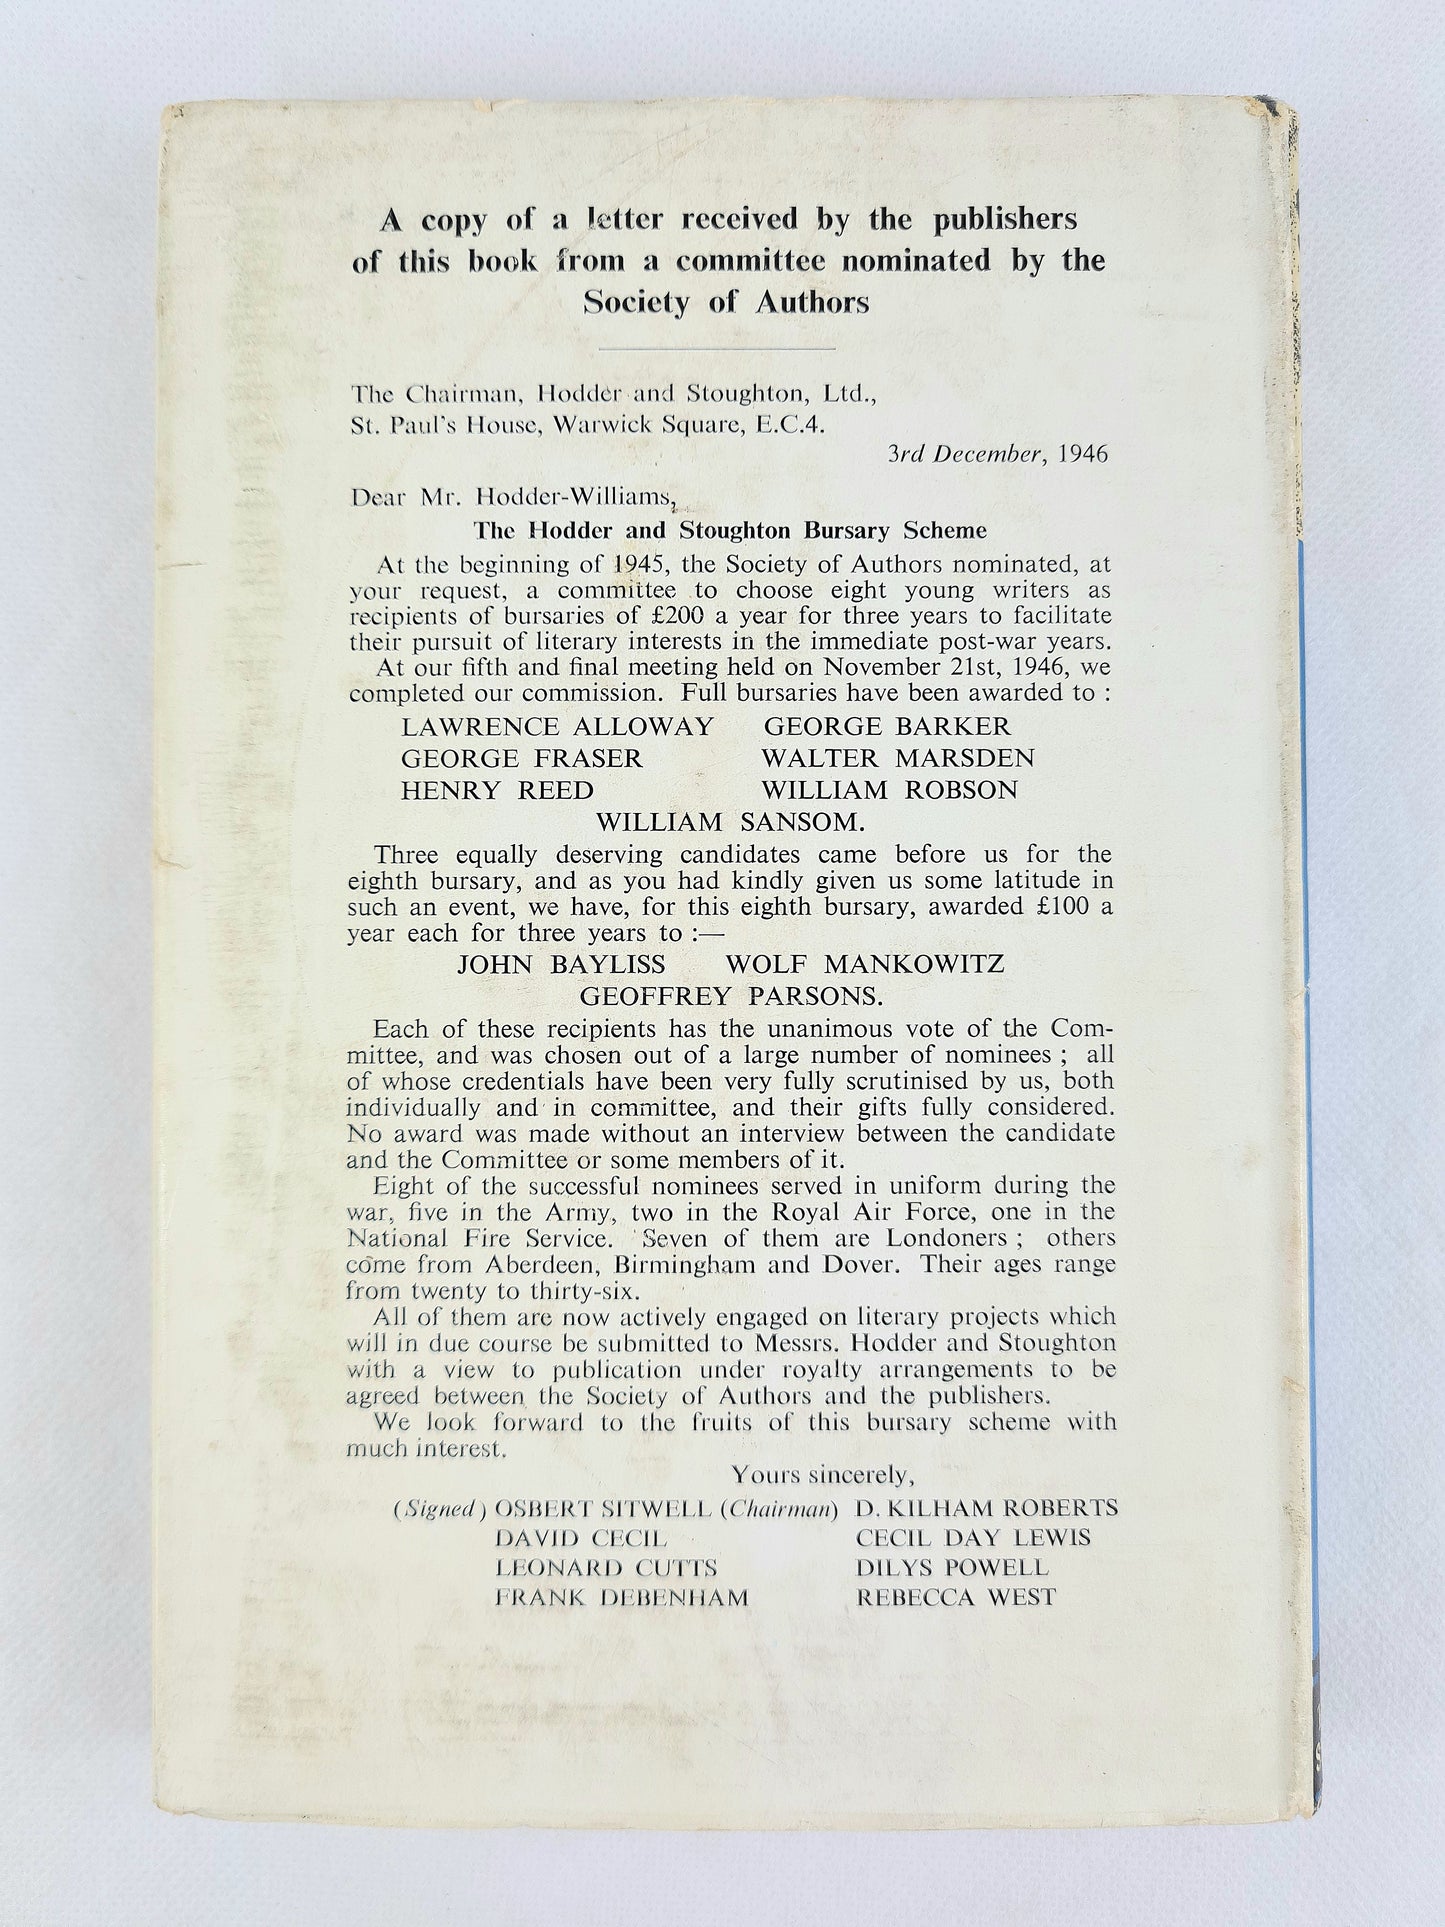 A copy of a letter received by the publishers
of this book from a committee nominated by the
Society of Authors
The Chairman, Hodder and Stoughton, Ltd.,
St. Paul's House, Warwick Square, E.C.4.
3rd December, 1946
Dear Mr. Hodder-Williams,
The Hodder and Stoughton Bursary Scheme
At the beginning of 1945, the Society of Authors nominated, at
your request, a committee to choose eight young writers as
recipients of bursaries of £200 a year for three years to facilitate
their pursuit of literary interests in the immediate post-war years.
At our fifth and final meeting held on November 21st, 1946, we
completed our commission. Full bursaries have been awarded to :
LAWRENCE ALLOWAY GEORGE BARKER
GEORGE FRASER WALTER MARSDEN
HENRY REED WILLIAM ROBSON
WILLIAM SANSOM.
Three equally deserving candidates came before us for the
eighth bursary, and as you had kindly given us some latitude in
such an event, we have, for this eighth bursary, awarded £100 a
year each for three years to :—
JOHN BAYLISS WOLF MANKOWITZ
GEOFFREY PARSONS.
Each of these recipients has the unanimous vote of the Com-
mittee, and was chosen out of a large number of nominees ; all
of whose credentials have been very fully scrutinised by us, both
individually and in committee, and their gifts fully considered.
No award was made without an interview between the candidate
and the Committee or some members of it.
Eight of the successful nominees served in uniform during the
war, five in the Army, two in the Royal Air Force, one in the
National Fire Service. Seven of them are Londoners ; others
come from Aberdeen, Birmingham and Dover. Their ages range
from twenty to thirty-six.
All of them are now actively engaged on literary projects which
will in due course be submitted to Messrs. Hodder and Stoughton
with a view to publication under royalty arrangements to be
agreed between the Society of Authors and the publishers.
We look forward to the fruits of this bursary scheme with
much interest.
Yours sincerely,
(Signed) OSBERT SITWELL (Chairman) D. KILHAM ROBERTS
DAVID CECIL CECIL DAY LEWIS
LEONARD CUTTS DILYS POWELL
FRANK DEBENHAM REBECCA WEST